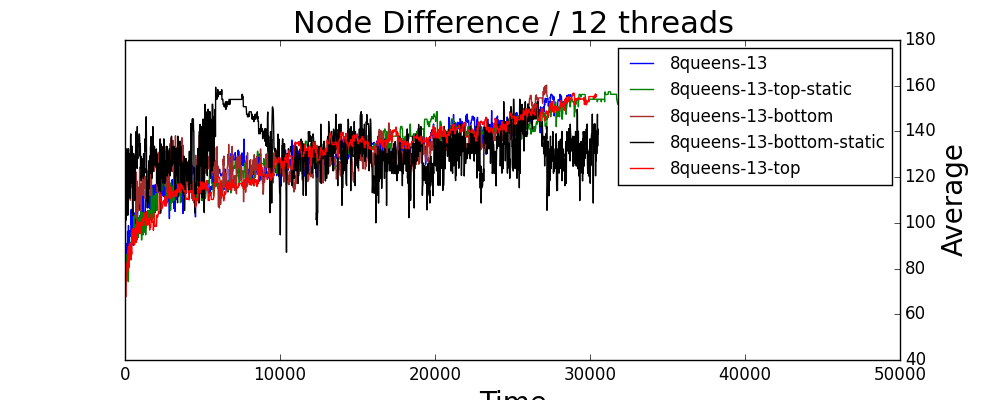 Node Difference / 12 threads
180
160
140
120
100
80
60
40
Average
8queens-13
8queens-13-top-static
8queens-13-bottom
8queens-13-bottom-static
8queens-13-top
0 10000 20000 30000 40000 50000
Time